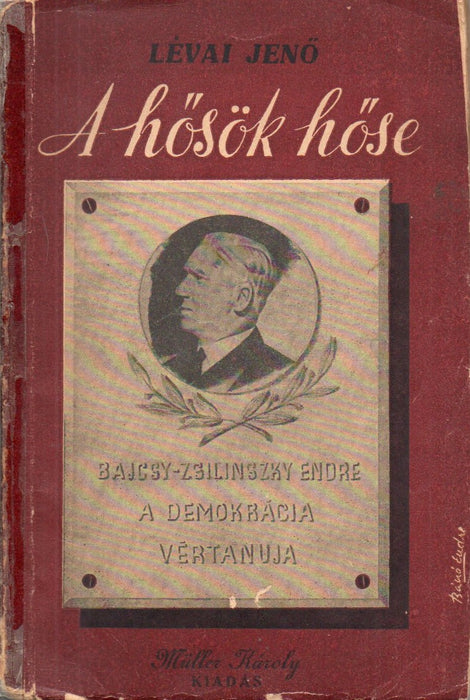 LÉVAI JENŐ
A hősök hőse
BAJCSY-ZSILINSZKY ENDRE
A DEMOKRÁCIA
VÉRTANUJA
Müller Károly
KIADÁS